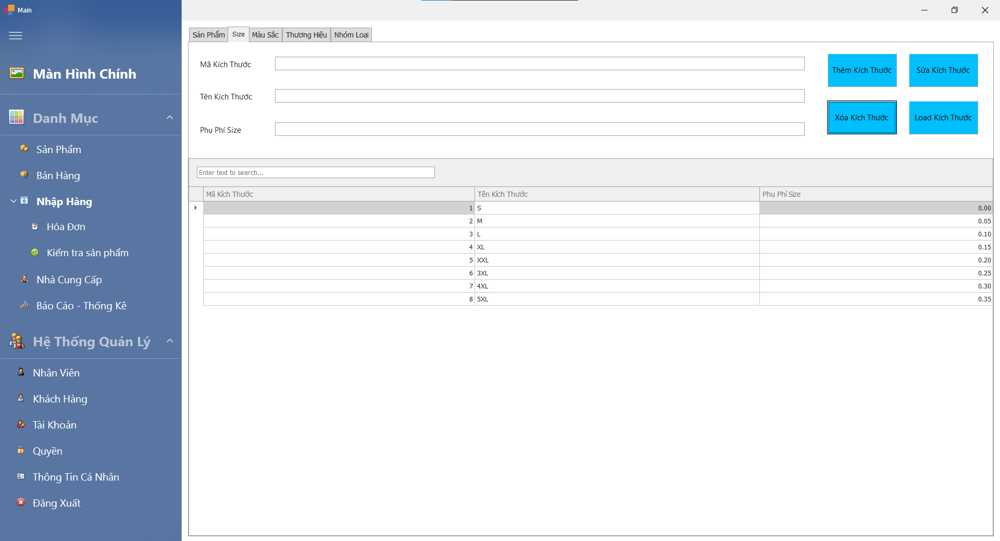 Main
Màn Hình Chính
Danh Mục
Sản Phẩm
Bán Hàng
Nhập Hàng
Hóa Đơn
Kiểm tra sản phẩm
Nhà Cung Cấp
Báo Cáo - Thống Kê
Hệ Thống Quản Lý
Nhân Viên
Khách Hàng
Tài Khoản
Quyền
Thông Tin Cá Nhân
Đăng Xuất
Sản Phẩm Size Màu Sắc Thương Hiệu Nhóm Loại
Mã Kích Thước
Tên Kích Thước
Phụ Phí Size
Thêm Kích Thước Sửa Kích Thước
Xóa Kích Thước Load Kích Thước
Enter text to search...
Mã Kích Thước Tên Kích Thước Phụ Phí Size
1 S 0.00
2 M 0.05
3 L 0.10
4 XL 0.15
5 XXL 0.20
6 3XL 0.25
7 4XL 0.30
8 5XL 0.35